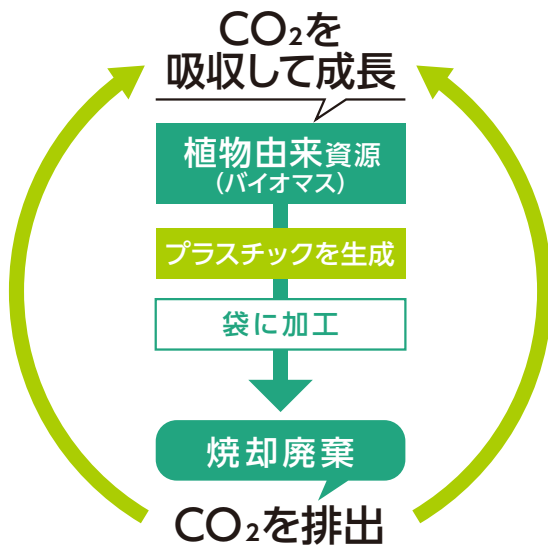 CO₂を
吸収して成長
植物由来資源
（バイオマス）
プラスチックを生成
袋に加工
焼却廃棄
CO₂を排出